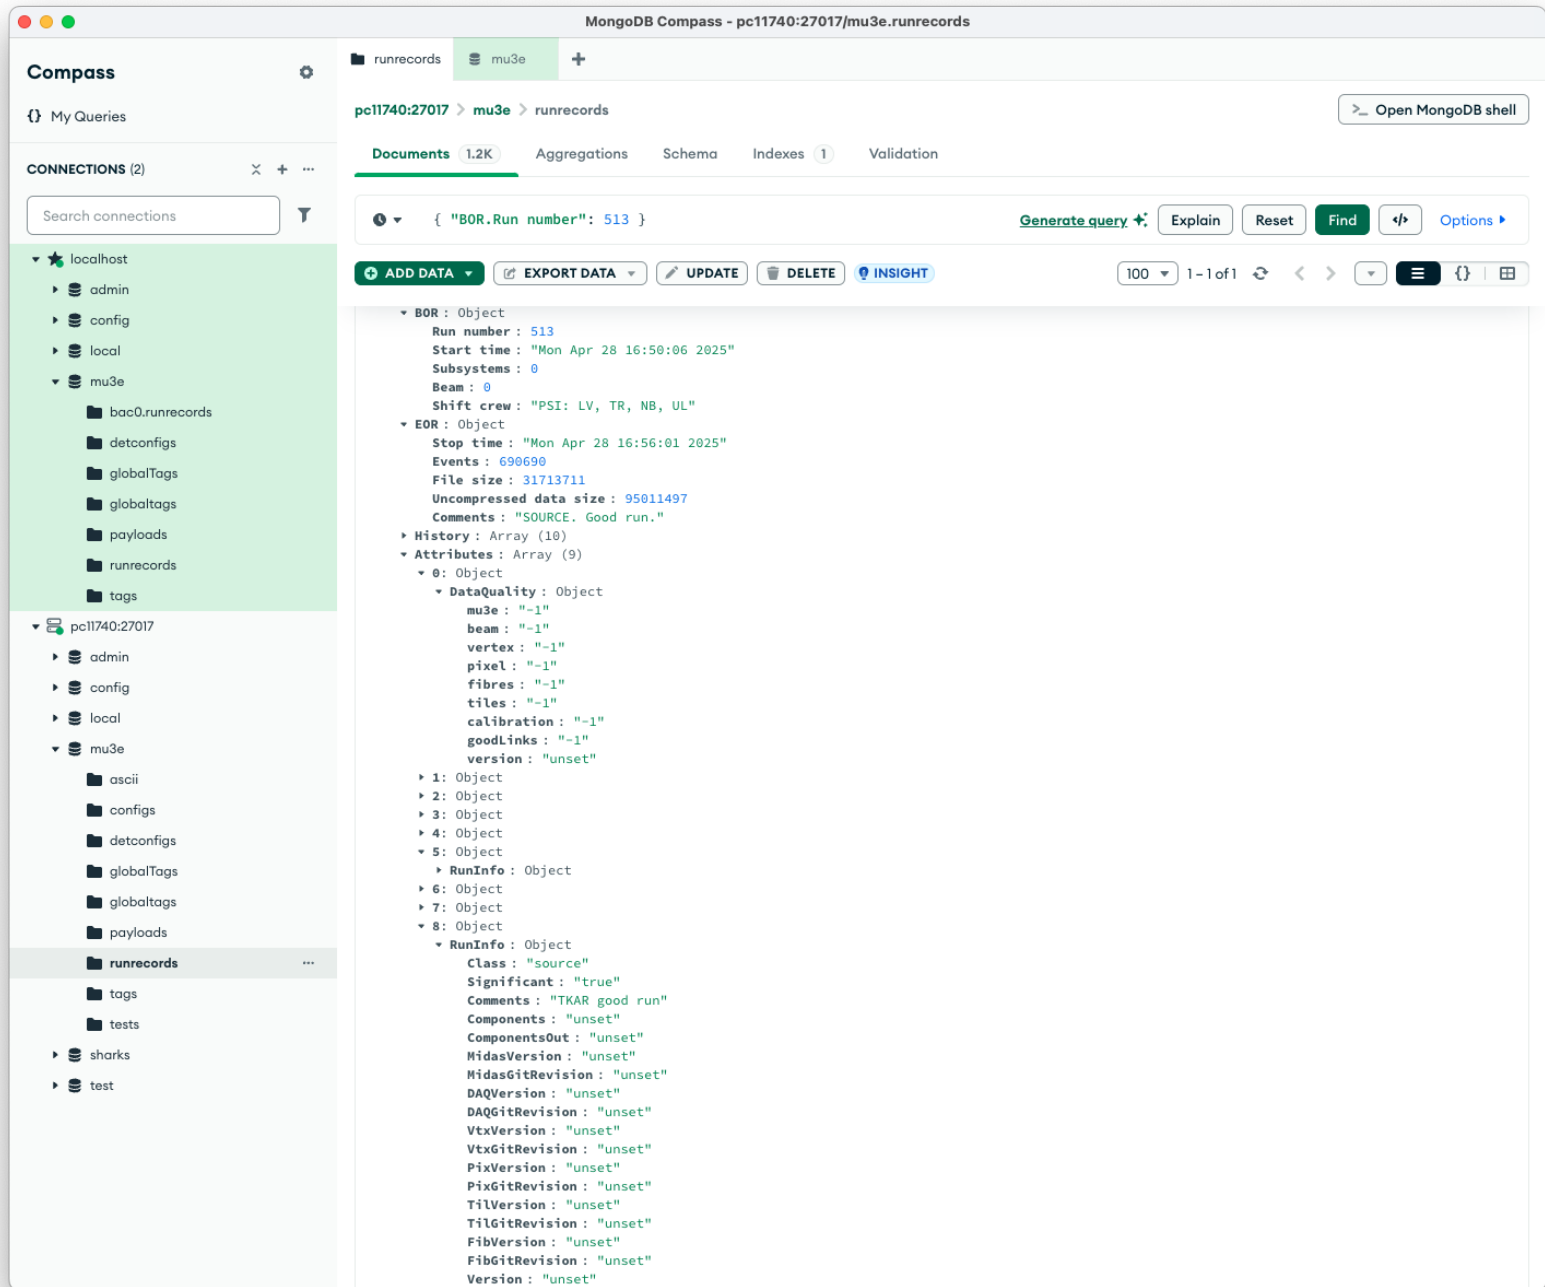 MongoDB Compass - pc11740:27017/mu3e.runrecords
Compass
{} My Queries
CONNECTIONS (2)
Search connections
localhost
admin
config
local
mu3e
bac0.runrecords
detconfigs
globalTags
globaltags
payloads
runrecords
tags
pc11740:27017
admin
config
local
mu3e
ascii
configs
detconfigs
globalTags
globaltags
payloads
runrecords
tags
tests
sharks
test
runrecords mu3e
pc11740:27017 > mu3e > runrecords
>_ Open MongoDB shell
Documents 1.2K Aggregations Schema Indexes 1 Validation
{ "BOR.Run number": 513 }
Generate query Explain Reset Find </> Options
ADD DATA EXPORT DATA UPDATE DELETE INSIGHT 100 1 – 1 of 1 {}
BOR : Object
Run number : 513
Start time : "Mon Apr 28 16:50:06 2025"
Subsystems : 0
Beam : 0
Shift crew : "PSI: LV, TR, NB, UL"
EOR : Object
Stop time : "Mon Apr 28 16:56:01 2025"
Events : 690690
File size : 31713711
Uncompressed data size : 95011497
Comments : "SOURCE. Good run."
History : Array (10)
Attributes : Array (9)
0: Object
DataQuality : Object
mu3e : "-1"
beam : "-1"
vertex : "-1"
pixel : "-1"
fibres : "-1"
tiles : "-1"
calibration : "-1"
goodLinks : "-1"
version : "unset"
1: Object
2: Object
3: Object
4: Object
5: Object
RunInfo : Object
6: Object
7: Object
8: Object
RunInfo : Object
Class : "source"
Significant : "true"
Comments : "TKAR good run"
Components : "unset"
ComponentsOut : "unset"
MidasVersion : "unset"
MidasGitRevision : "unset"
DAQVersion : "unset"
DAQGitRevision : "unset"
VtxVersion : "unset"
VtxGitRevision : "unset"
PixVersion : "unset"
PixGitRevision : "unset"
TilVersion : "unset"
TilGitRevision : "unset"
FibVersion : "unset"
FibGitRevision : "unset"
Version : "unset"